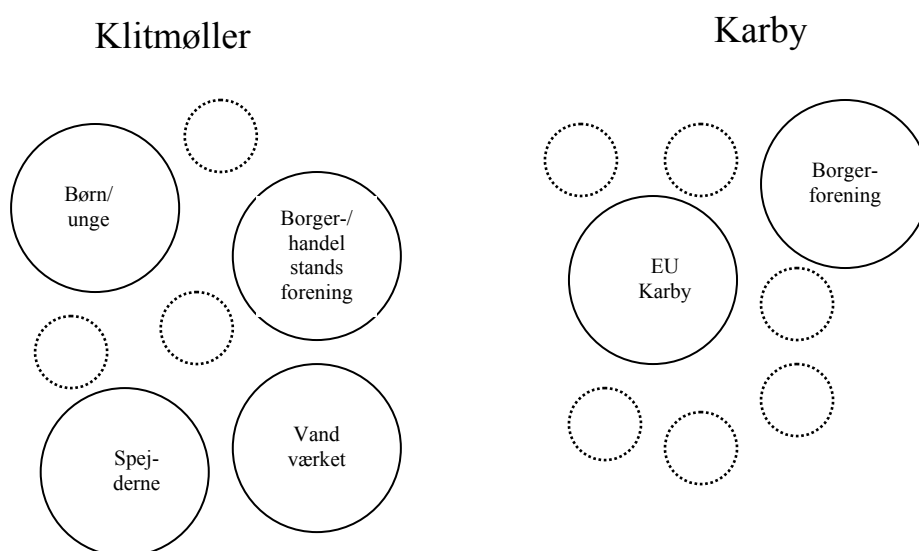 Klitmøller
Karby
Børn/
unge
Borger-/
handel
stands
forening
Spej-
derne
Vand
værket
Borger-
forening
EU
Karby